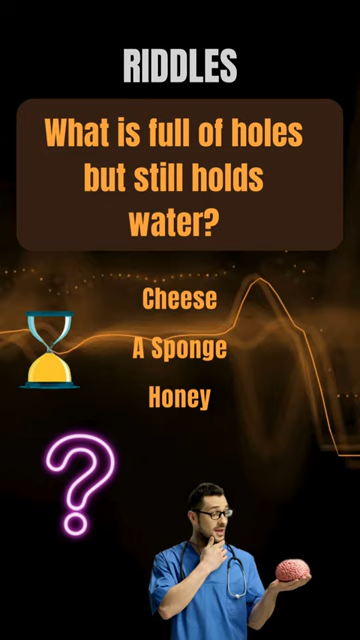 RIDDLES
What is full of holes
but still holds
water?
Cheese
A Sponge
Honey